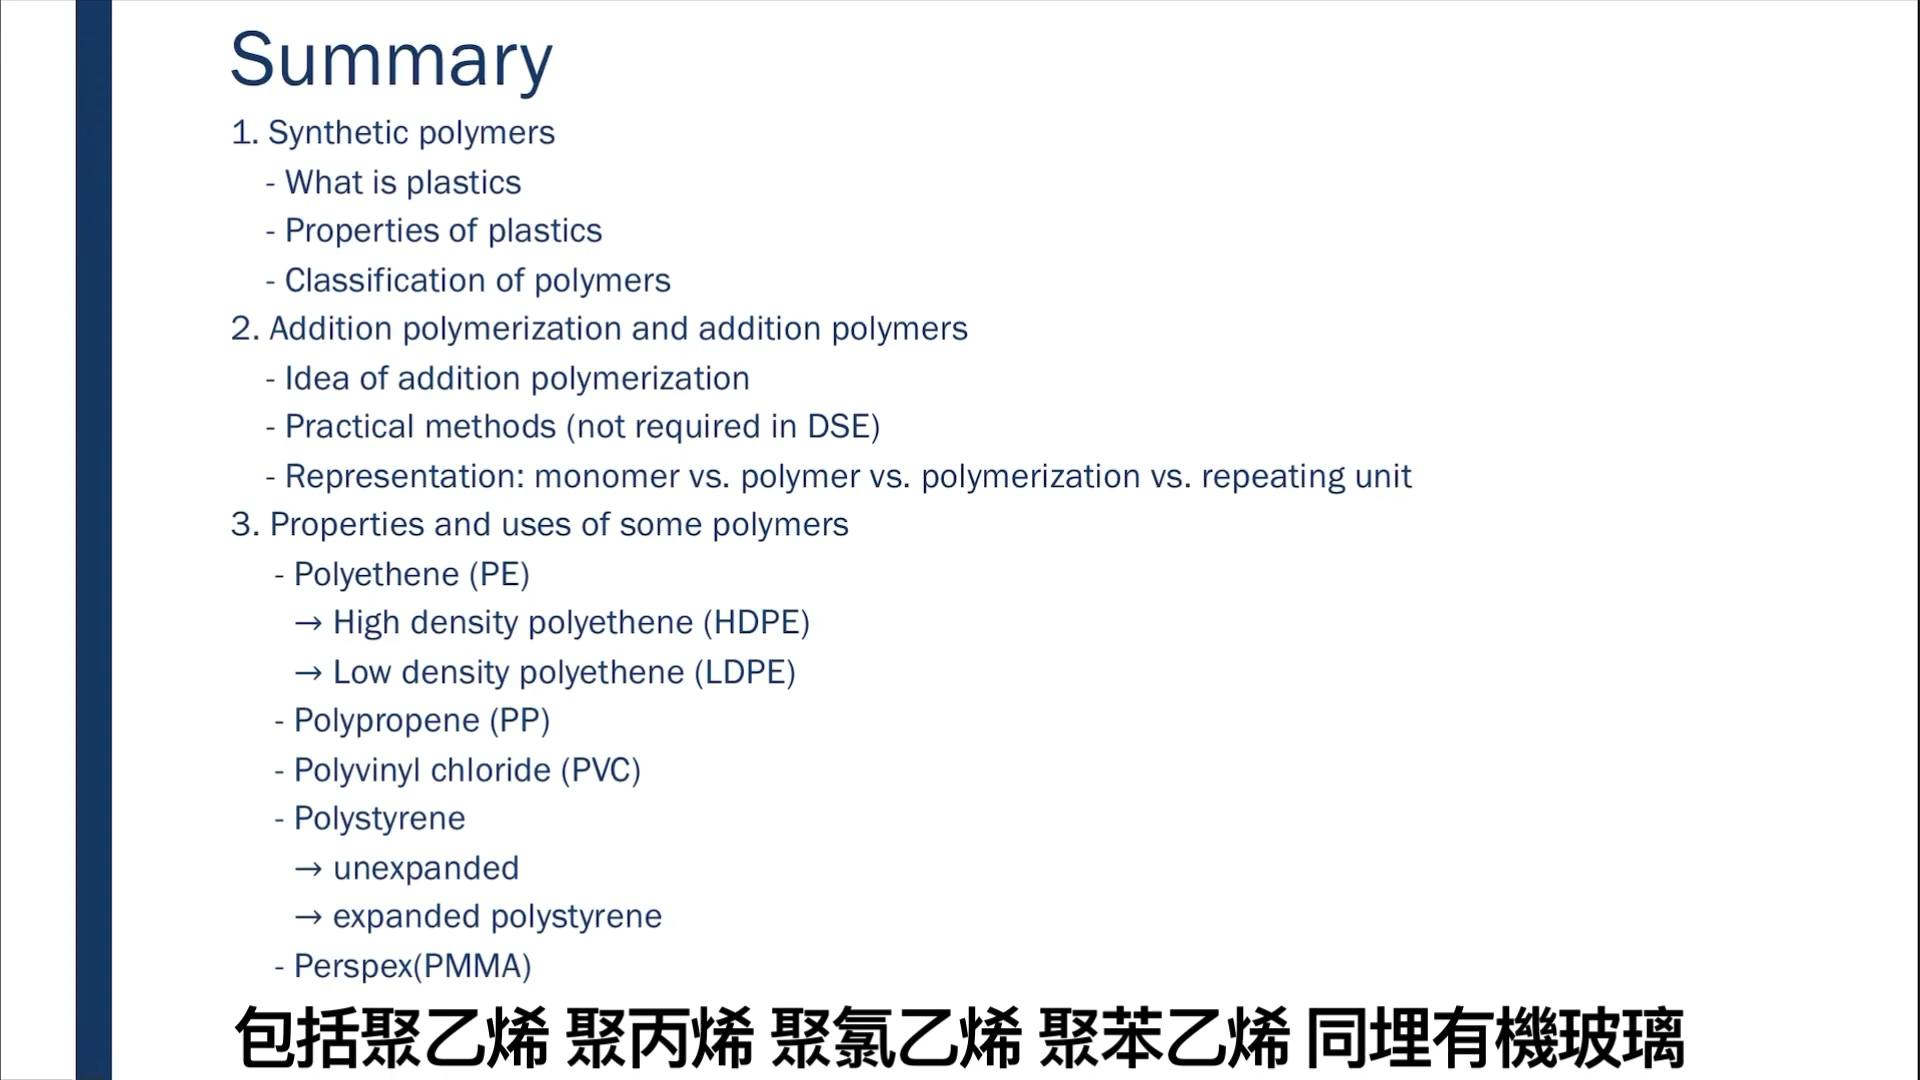 Summary
1. Synthetic polymers
- What is plastics
- Properties of plastics
- Classification of polymers
2. Addition polymerization and addition polymers
- Idea of addition polymerization
- Practical methods (not required in DSE)
- Representation: monomer vs. polymer vs. polymerization vs. repeating unit
3. Properties and uses of some polymers
- Polyethene (PE)
→ High density polyethene (HDPE)
→ Low density polyethene (LDPE)
- Polypropene (PP)
- Polyvinyl chloride (PVC)
- Polystyrene
→ unexpanded
→ expanded polystyrene
- Perspex(PMMA)
包括聚乙烯 聚丙烯 聚氯乙烯 聚苯乙烯 同埋有機玻璃